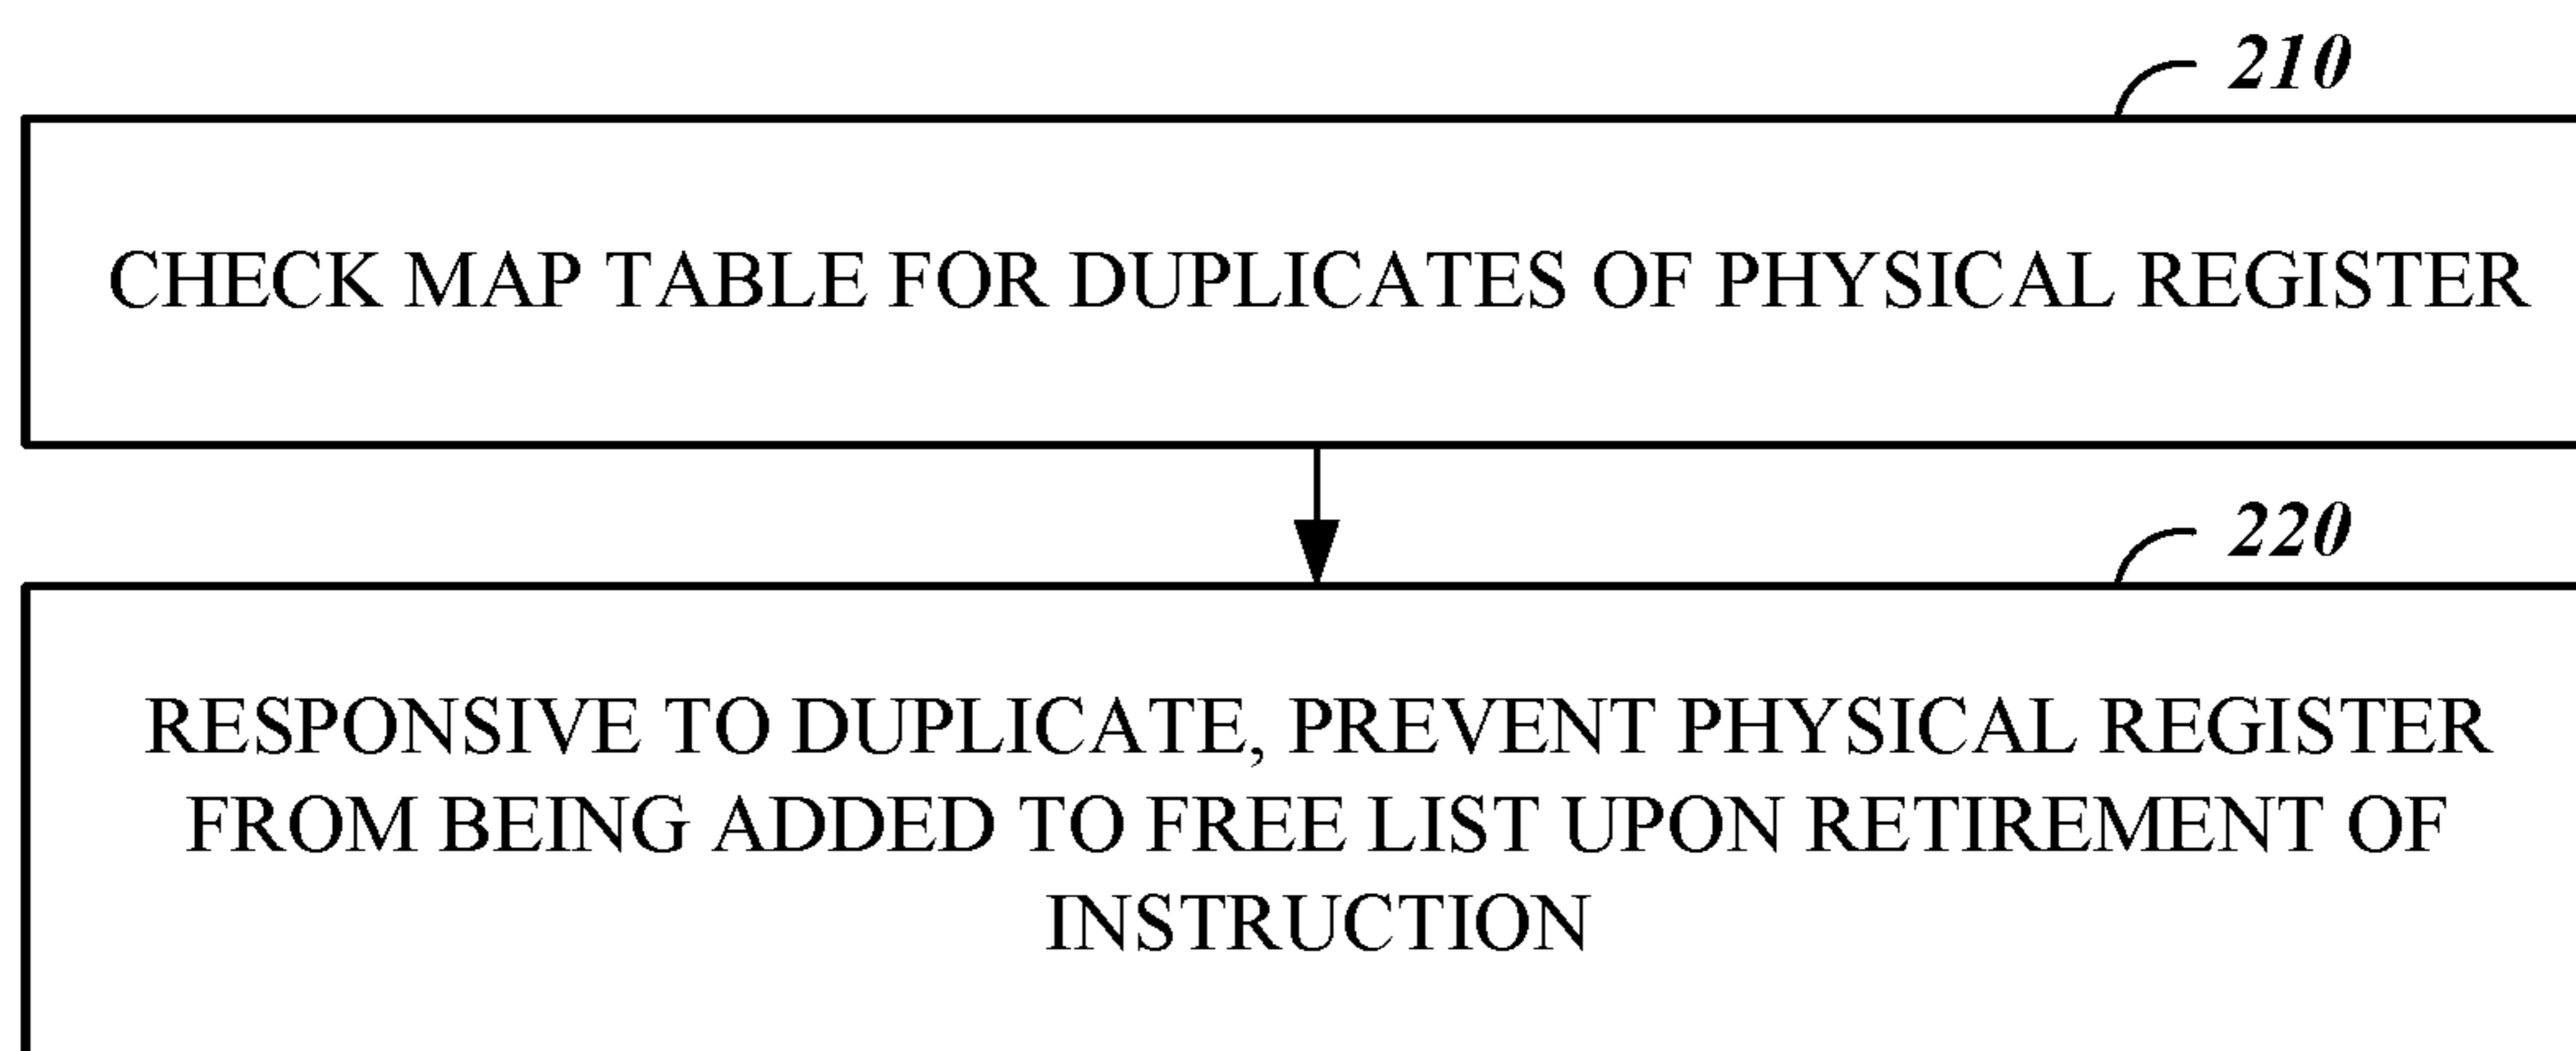 210
CHECK MAP TABLE FOR DUPLICATES OF PHYSICAL REGISTER
220
RESPONSIVE TO DUPLICATE, PREVENT PHYSICAL REGISTER
FROM BEING ADDED TO FREE LIST UPON RETIREMENT OF
INSTRUCTION